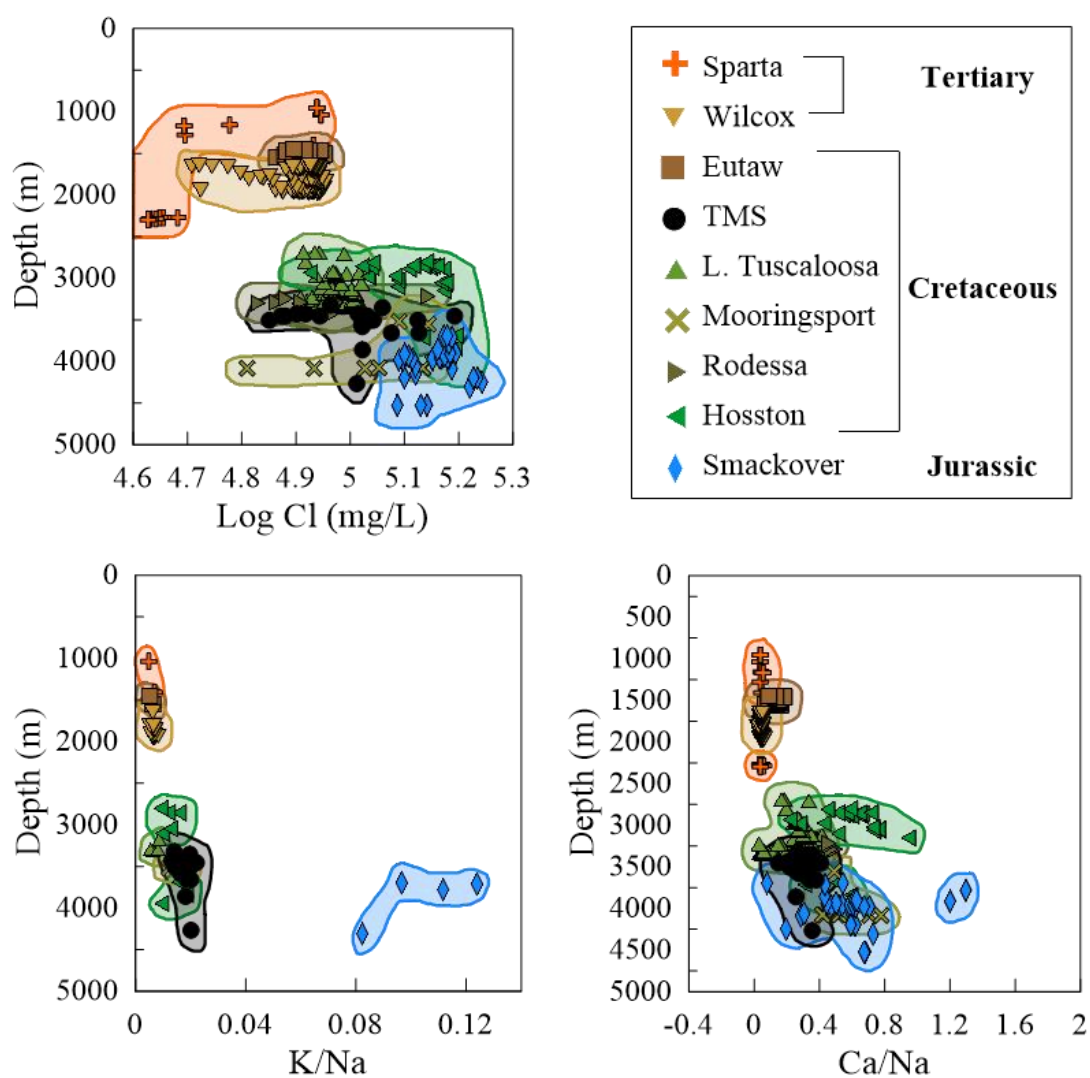 0
1000
2000
3000
4000
5000
Depth (m)
4.6 4.7 4.8 4.9 5 5.1 5.2 5.3
Log Cl (mg/L)
Sparta
Wilcox
Tertiary
Eutaw
TMS
L. Tuscaloosa
Mooringsport
Rodessa
Hosston
Cretaceous
Smackover
Jurassic
0
1000
2000
3000
4000
5000
Depth (m)
0 0.04 0.08 0.12
K/Na
0
500
1000
1500
2000
2500
3000
3500
4000
4500
5000
Depth (m)
-0.4 0 0.4 0.8 1.2 1.6 2
Ca/Na